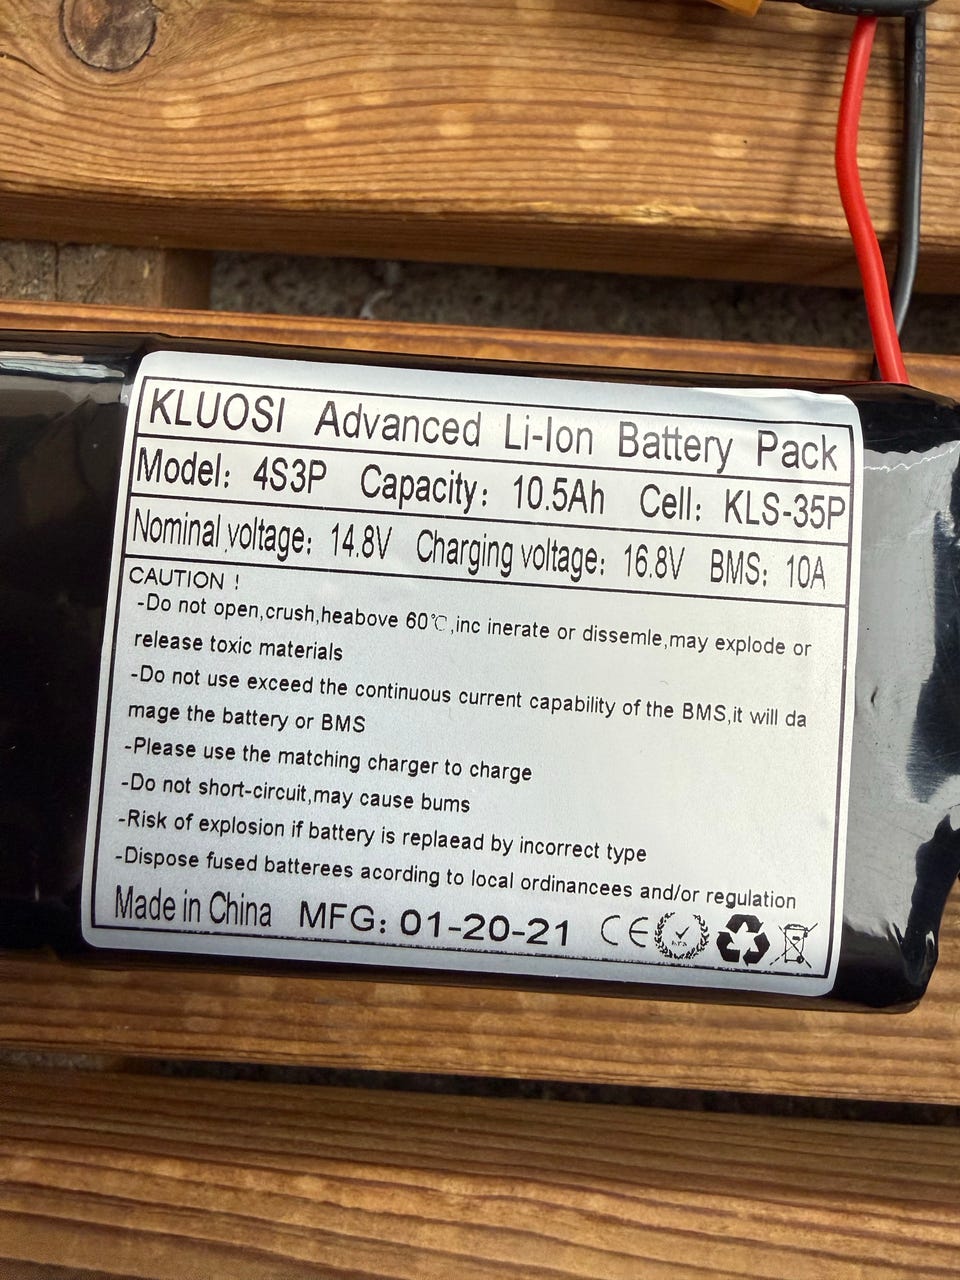 KLUOSI Advanced Li-Ion Battery Pack
Model: 4S3P Capacity: 10.5Ah Cell: KLS-35P
Nominal voltage: 14.8V Charging voltage: 16.8V BMS: 10A
CAUTION !
-Do not open,crush,heabove 60℃,inc inerate or dissemle,may explode or
release toxic materials
-Do not use exceed the continuous current capability of the BMS,it will da
mage the battery or BMS
-Please use the matching charger to charge
-Do not short-circuit,may cause bums
-Risk of explosion if battery is replaead by incorrect type
-Dispose fused batterees acording to local ordinancees and/or regulation
Made in China MFG: 01-20-21 CE